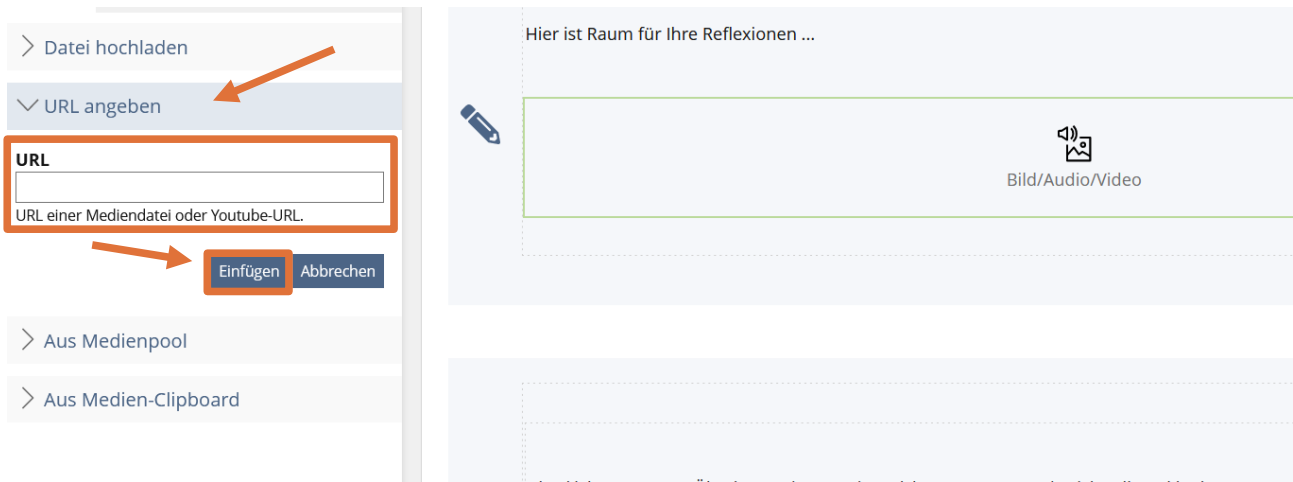 Datei hochladen
URL angeben
URL
URL einer Mediendatei oder Youtube-URL.
Einfügen Abbrechen
Aus Medienpool
Aus Medien-Clipboard
Hier ist Raum für Ihre Reflexionen ...
Bild/Audio/Video